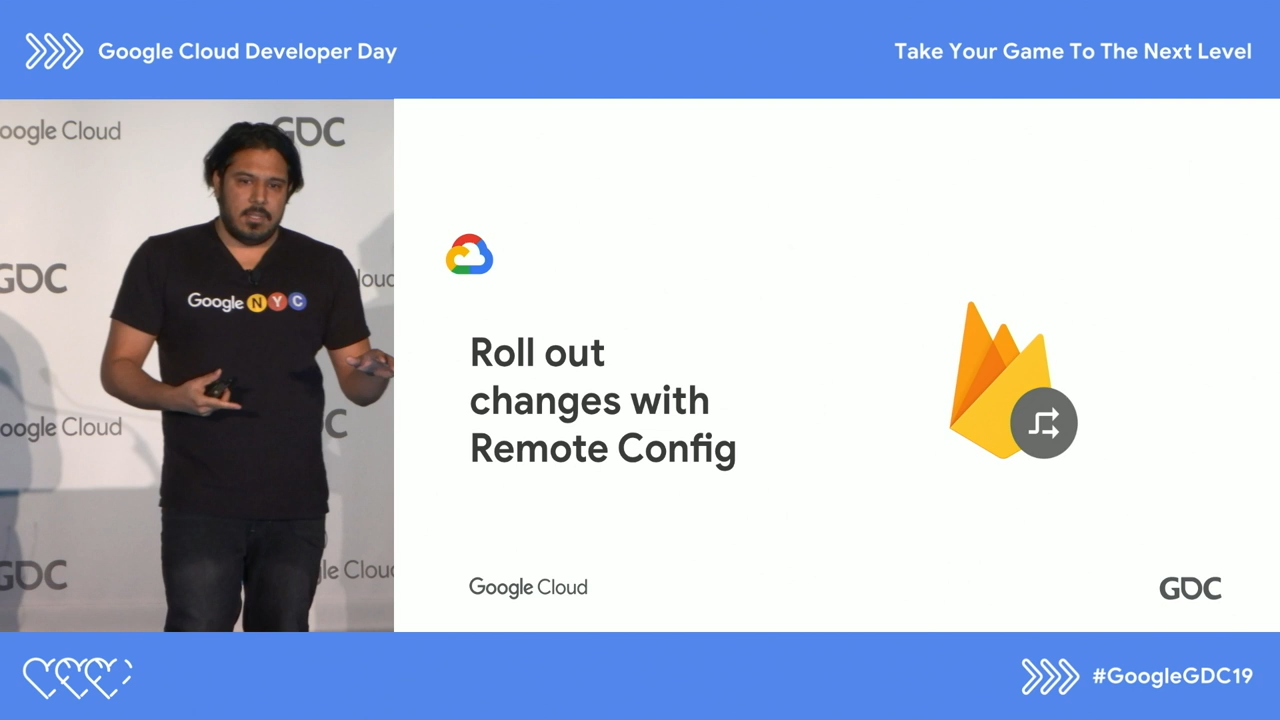 Google Cloud Developer Day
Take Your Game To The Next Level
oogle Cloud
GDC
GDC
loud
Google NYC
oogle Cloud
C
GDC
gle Cloud
Roll out
changes with
Remote Config
Google Cloud
GDC
#GoogleGDC19